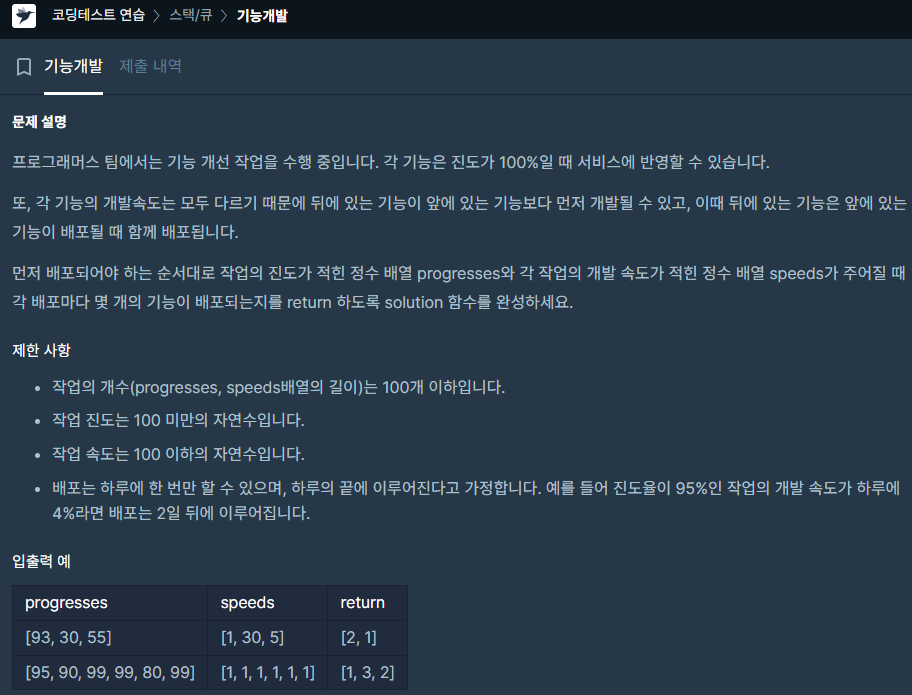 코딩테스트 연습 > 스택/큐 > 기능개발
기능개발 제출 내역
문제 설명
프로그래머스 팀에서는 기능 개선 작업을 수행 중입니다. 각 기능은 진도가 100%일 때 서비스에 반영할 수 있습니다.
또, 각 기능의 개발속도는 모두 다르기 때문에 뒤에 있는 기능이 앞에 있는 기능보다 먼저 개발될 수 있고, 이때 뒤에 있는 기능은 앞에 있는
기능이 배포될 때 함께 배포됩니다.
먼저 배포되어야 하는 순서대로 작업의 진도가 적힌 정수 배열 progresses와 각 작업의 개발 속도가 적힌 정수 배열 speeds가 주어질 때
각 배포마다 몇 개의 기능이 배포되는지를 return 하도록 solution 함수를 완성하세요.
제한 사항
• 작업의 개수(progresses, speeds배열의 길이)는 100개 이하입니다.
• 작업 진도는 100 미만의 자연수입니다.
• 작업 속도는 100 이하의 자연수입니다.
• 배포는 하루에 한 번만 할 수 있으며, 하루의 끝에 이루어진다고 가정합니다. 예를 들어 진도율이 95%인 작업의 개발 속도가 하루에
4%라면 배포는 2일 뒤에 이루어집니다.
입출력 예
progresses speeds return
[93, 30, 55] [1, 30, 5] [2, 1]
[95, 90, 99, 99, 80, 99] [1, 1, 1, 1, 1, 1] [1, 3, 2]